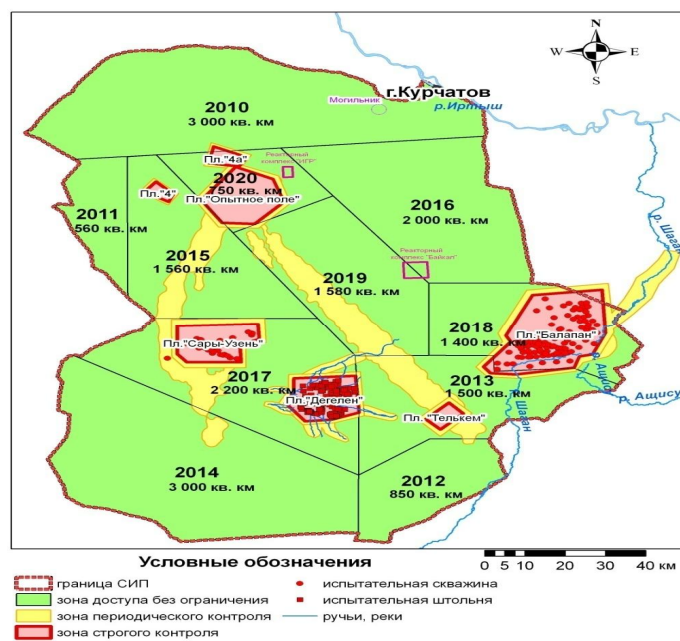 N
W
E
S
г.Курчатов
Могильник
р.Иртыш
2010
3 000 кв. км
Пл."4а"
Реакторный
комплекс "ИГР"
2020
750 кв. км
Пл."4"
Пл."Опытное поле"
2011
560 кв. км
2016
2 000 кв. км
р. Шаган
2015
1 560 кв. км
2019
1 580 кв. км
Реакторный
комплекс "Байкал"
2018
1 400 кв. км
Пл."Балапан"
Пл."Сары-Узень"
2017
2 200 кв. км
2013
1 500 кв. км
р. Ащису
р. Ащису
Пл."Дегелен"
Пл. "Телькем"
Шаган
2014
3 000 кв. км
2012
850 кв. км
Условные обозначения
0 5 10 20 30 40 км
граница СИП
зона доступа без ограничения
зона периодического контроля
зона строгого контроля
испытательная скважина
испытательная штольня
ручьи, реки